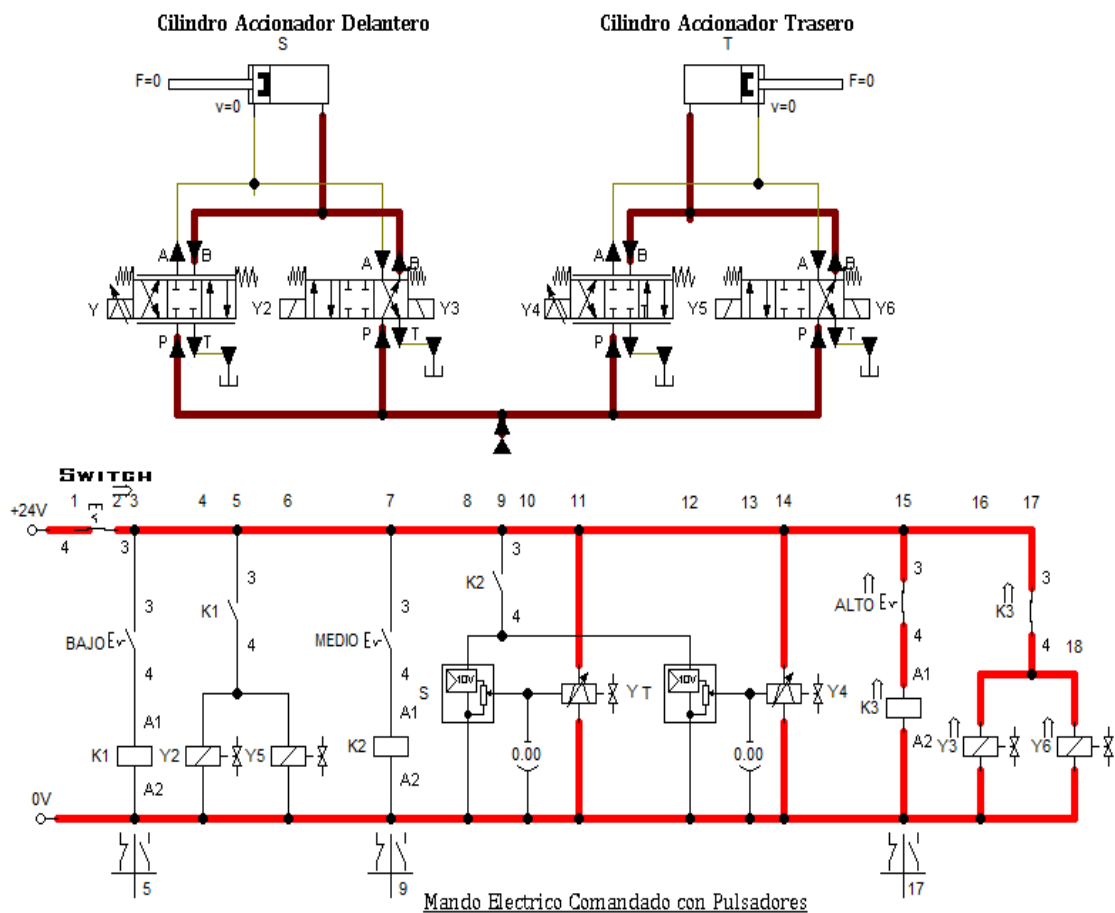 Cilindro Accionador Delantero
Cilindro Accionador Trasero
S
T
F=0
F=0
v=0
v=0
A
B
A
B
A
B
A
B
Y
Y2
Y3
Y4
T
Y5
Y6
P
T
P
T
P
T
P
T
SWITCH
1
2
3
4
5
6
7
8
9
10
11
12
13
14
15
16
17
+24V
4
3
3
3
3
K2
3
3
3
K1
ALTO
K3
BAJO
MEDIO
4
4
4
4
4
4
18
10V
10V
S
Y
T
Y4
A1
A1
A1
K3
K1
Y2
Y5
K2
0.00
0.00
A2
Y3
Y6
A2
A2
0V
5
9
17
Mando Electrico Comandado con Pulsadores